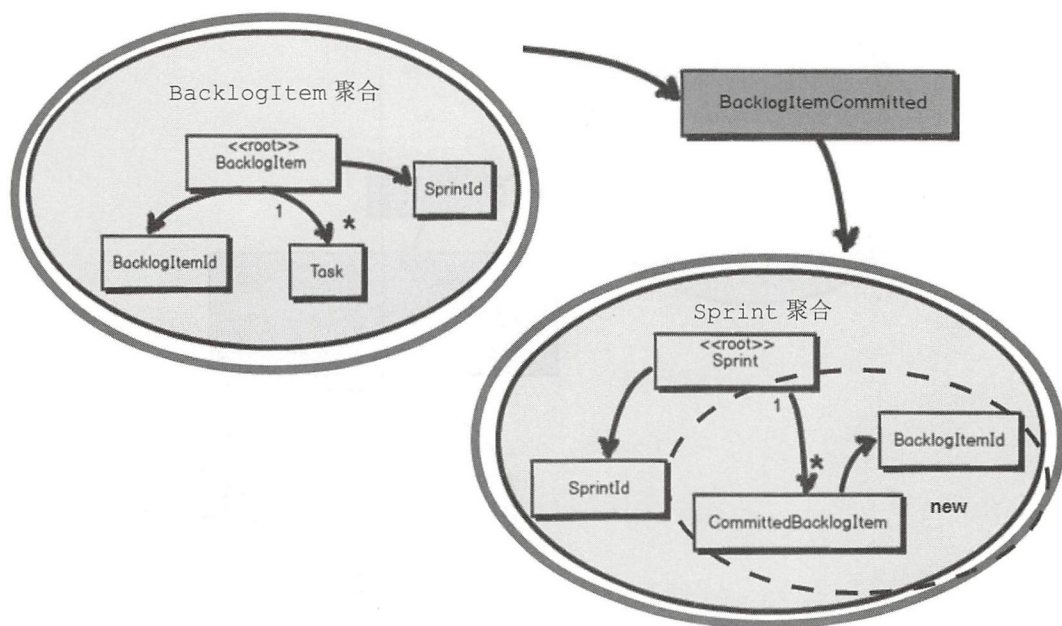 BacklogItem 聚合
<<root>>
BacklogItem
SprintId
1
*
BacklogItemId
Task
BacklogItemCommitted
Sprint 聚合
<<root>>
Sprint
1
*
BacklogItemId
SprintId
CommittedBacklogItem
new